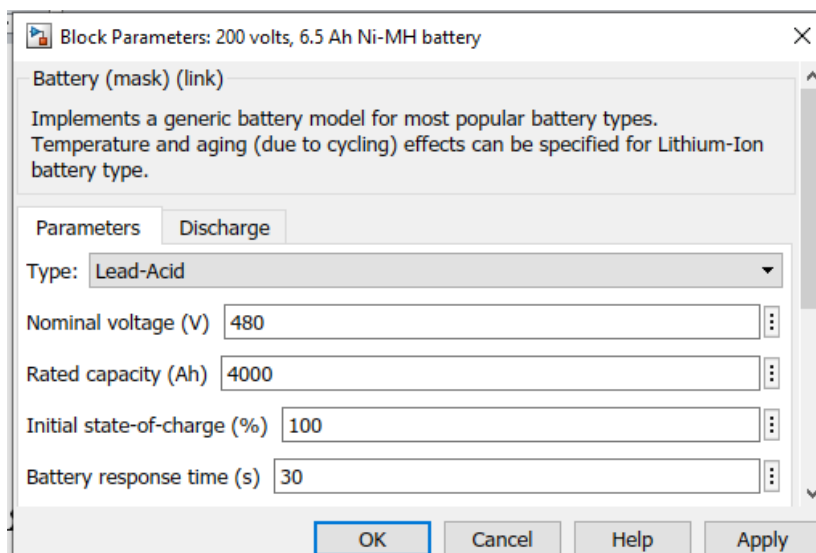 Block Parameters: 200 volts, 6.5 Ah Ni-MH battery
Battery (mask) (link)
Implements a generic battery model for most popular battery types.
Temperature and aging (due to cycling) effects can be specified for Lithium-Ion
battery type.
Parameters Discharge
Type: Lead-Acid
Nominal voltage (V) 480
Rated capacity (Ah) 4000
Initial state-of-charge (%) 100
Battery response time (s) 30
OK Cancel Help Apply